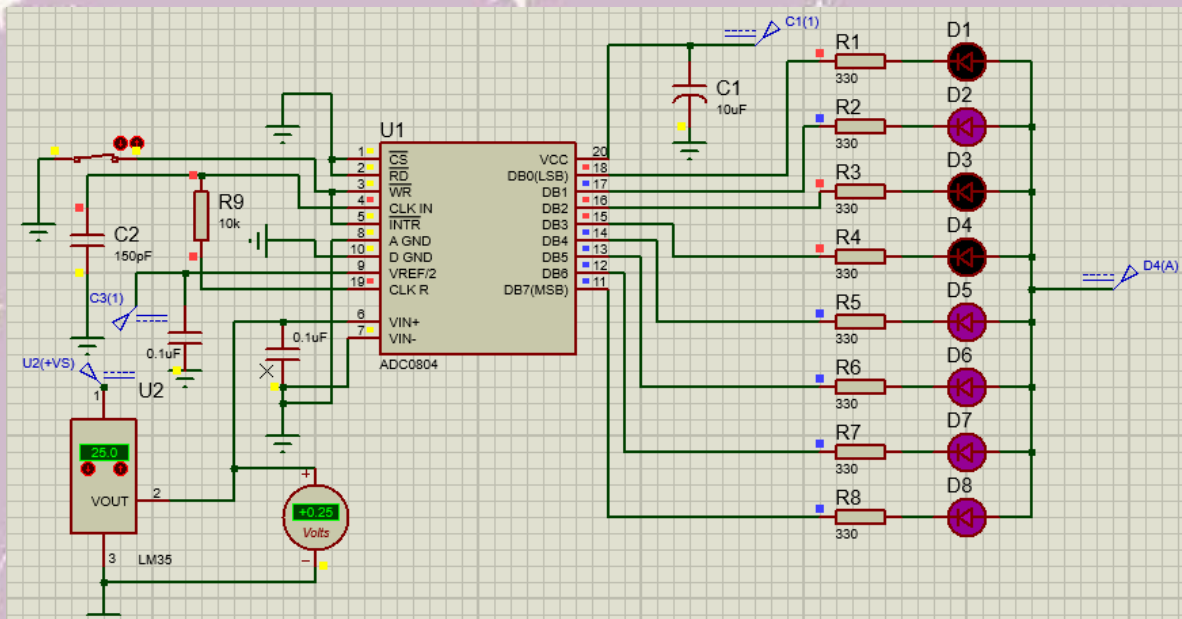 C1(1)
C1
10uF
U1
1 CS
2 RD
3 WR
4 CLK IN
5 INTR
8 A GND
10 D GND
9 VREF/2
19 CLK R
6 VIN+
7 VIN-
VCC 20
DB0(LSB) 18
DB1 17
DB2 16
DB3 15
DB4 14
DB5 13
DB6 12
DB7(MSB) 11
ADC0804
R9
10k
C2
150pF
C3(1)
0.1uF
0.1uF
U2(+VS)
U2
1
25.0
VOUT
2
3
LM35
+
+0.25
Volts
−
R1
330
D1
R2
330
D2
R3
330
D3
R4
330
D4
D4(A)
R5
330
D5
R6
330
D6
R7
330
D7
R8
330
D8